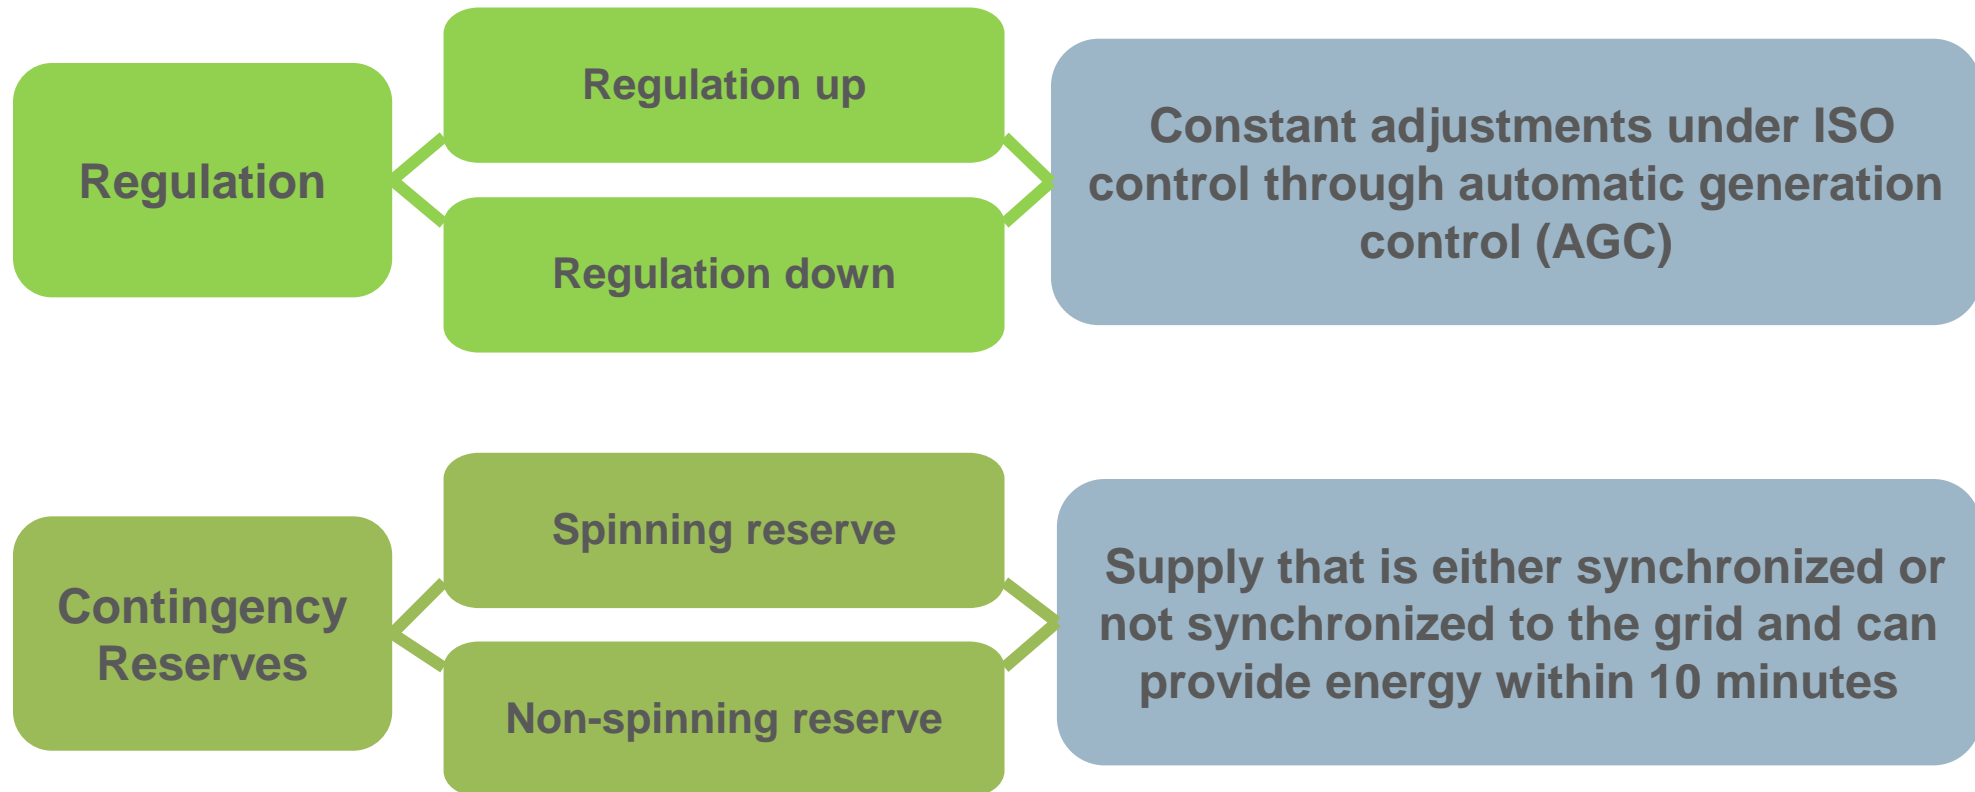 Regulation
Regulation up
Regulation down
Constant adjustments under ISO
control through automatic generation
control (AGC)
Contingency
Reserves
Spinning reserve
Non-spinning reserve
Supply that is either synchronized or
not synchronized to the grid and can
provide energy within 10 minutes